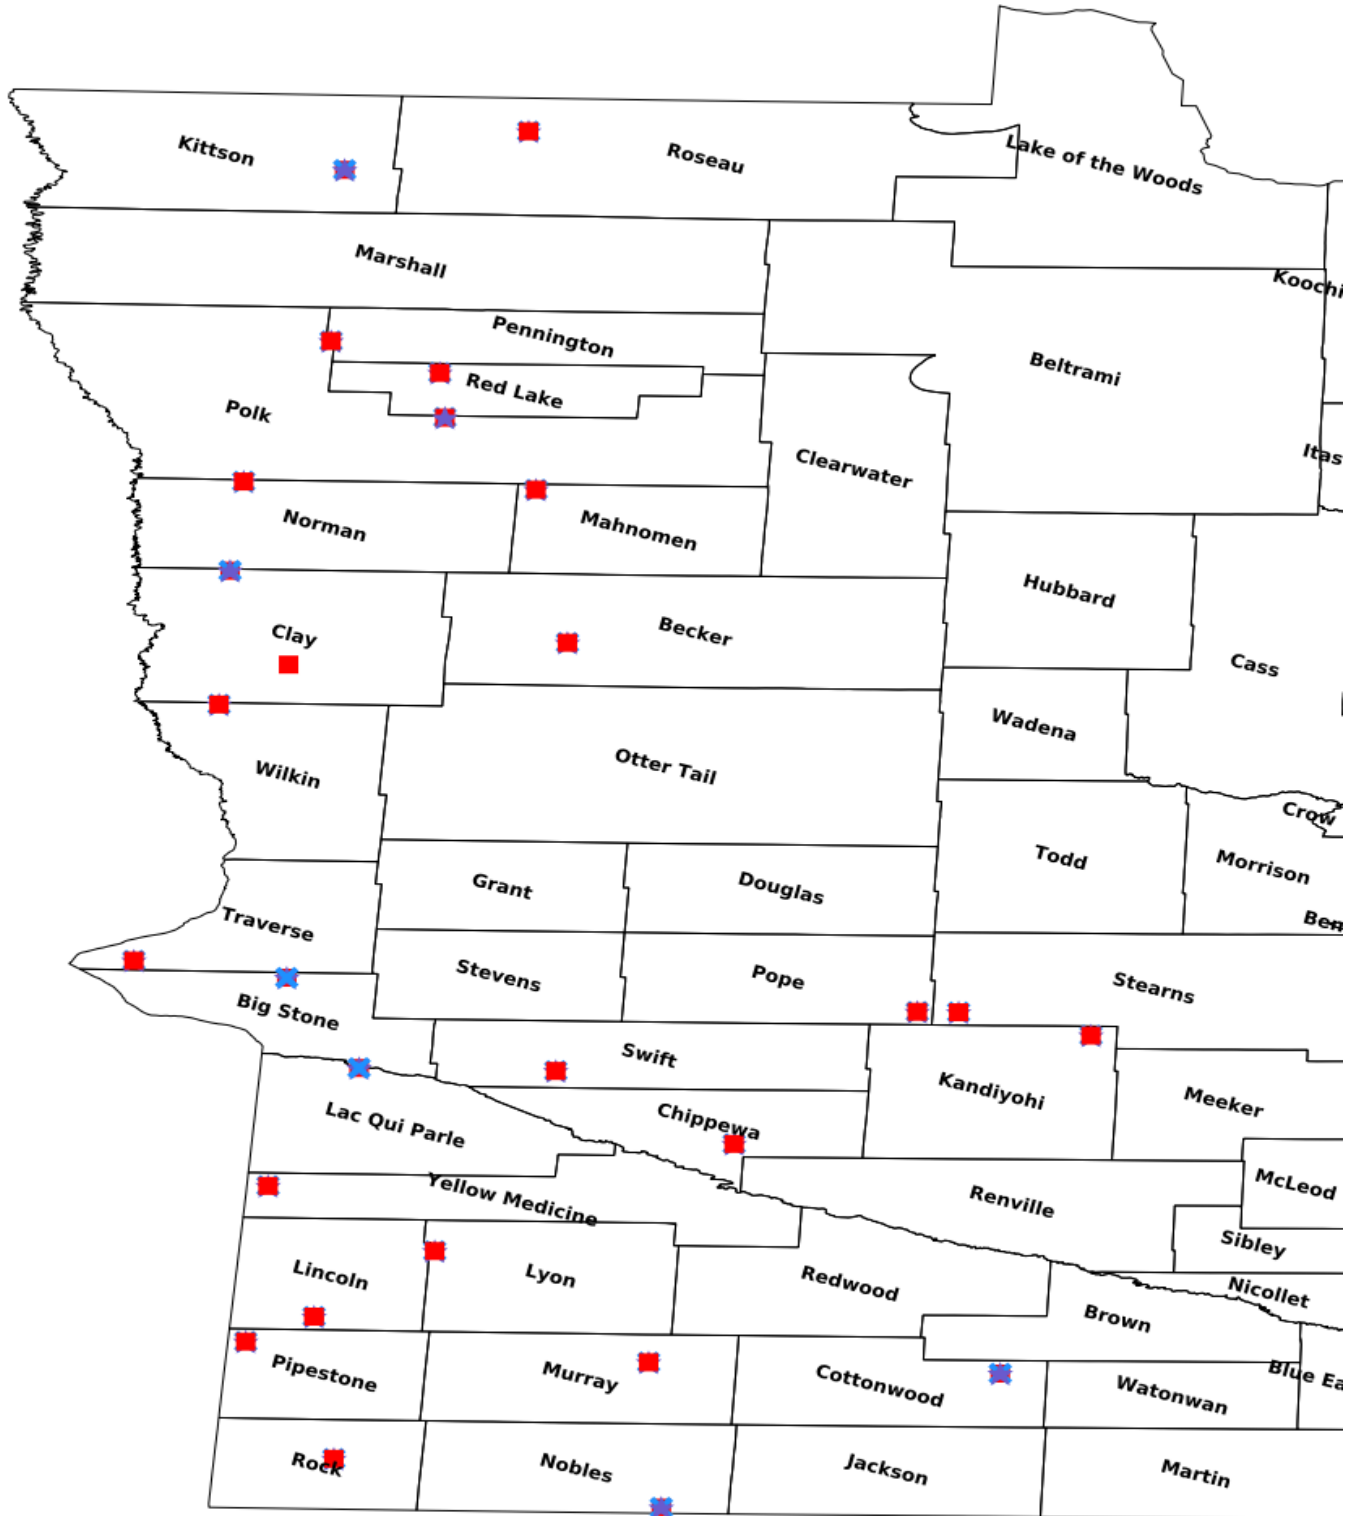 Kittson
Roseau
Lake of the Woods
Marshall
Koochi
Pennington
Beltrami
Red Lake
Polk
Clearwater
Itas
Norman
Mahnomen
Hubbard
Clay
Becker
Cass
Wadena
Wilkin
Otter Tail
Crow
Todd
Morrison
Grant
Douglas
Ben
Traverse
Stevens
Pope
Stearns
Big Stone
Swift
Kandiyohi
Meeker
Lac Qui Parle
Chippewa
McLeod
Yellow Medicine
Renville
Sibley
Lincoln
Lyon
Redwood
Nicollet
Brown
Pipestone
Murray
Cottonwood
Watonwan
Blue Ea
Rock
Nobles
Jackson
Martin